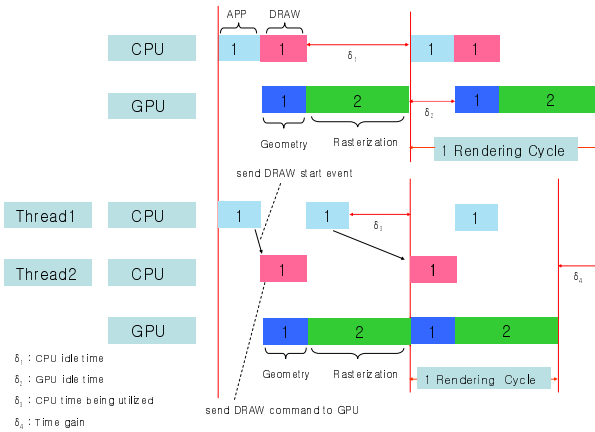 APP DRAW
CPU 1 1 δ1 1 1
GPU 1 2 δ2 1 2
Geometry Rasterization 1 Rendering Cycle
send DRAW start event
Thread1 CPU 1 1 δ3 1
Thread2 CPU 1 1 δ4
GPU 1 2 1 2
δ1 : CPU idle time
Geometry Rasterization 1 Rendering Cycle
δ2 : GPU idle time
δ3 : CPU time being utilized
send DRAW command to GPU
δ4 : Time gain